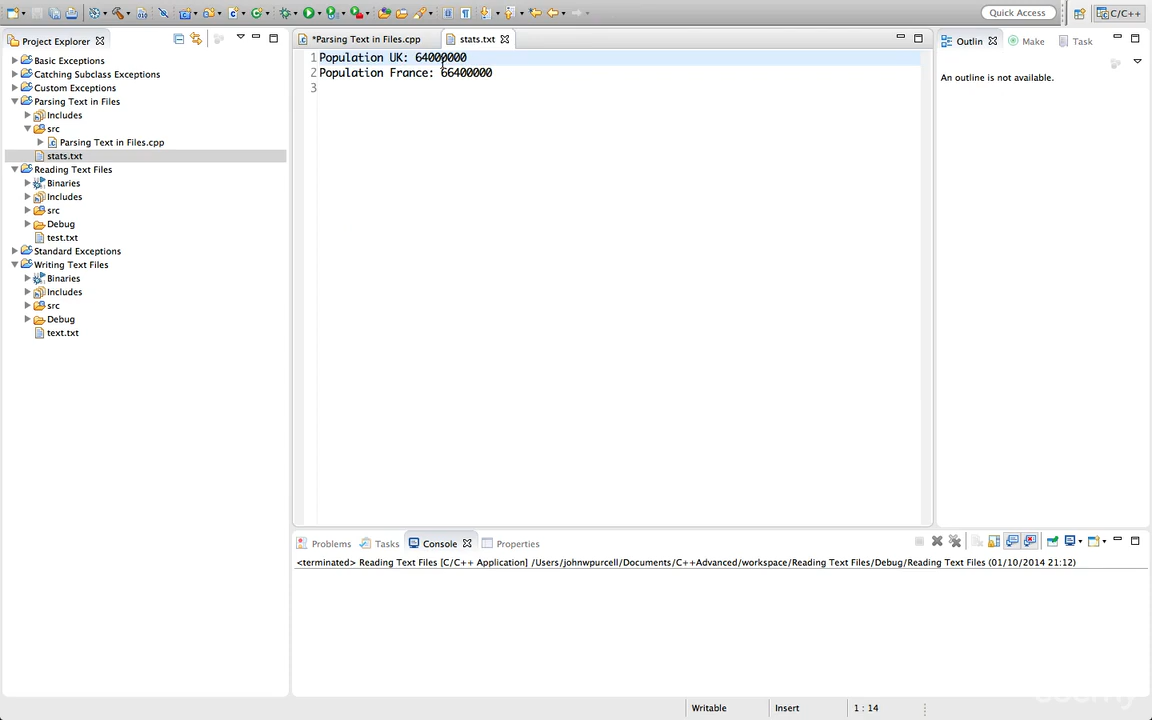 Quick Access
C/C++
Project Explorer
*Parsing Text in Files.cpp
stats.txt
Outlin
Make
Task
Basic Exceptions
Catching Subclass Exceptions
Custom Exceptions
Parsing Text in Files
Includes
src
Parsing Text in Files.cpp
stats.txt
Reading Text Files
Binaries
Includes
src
Debug
test.txt
Standard Exceptions
Writing Text Files
Binaries
Includes
src
Debug
text.txt
1 Population UK: 64000000
2 Population France: 66400000
3
An outline is not available.
Problems
Tasks
Console
Properties
<terminated> Reading Text Files [C/C++ Application] /Users/johnwpurcell/Documents/C++Advanced/workspace/Reading Text Files/Debug/Reading Text Files (01/10/2014 21:12)
Writable
Insert
1 : 14